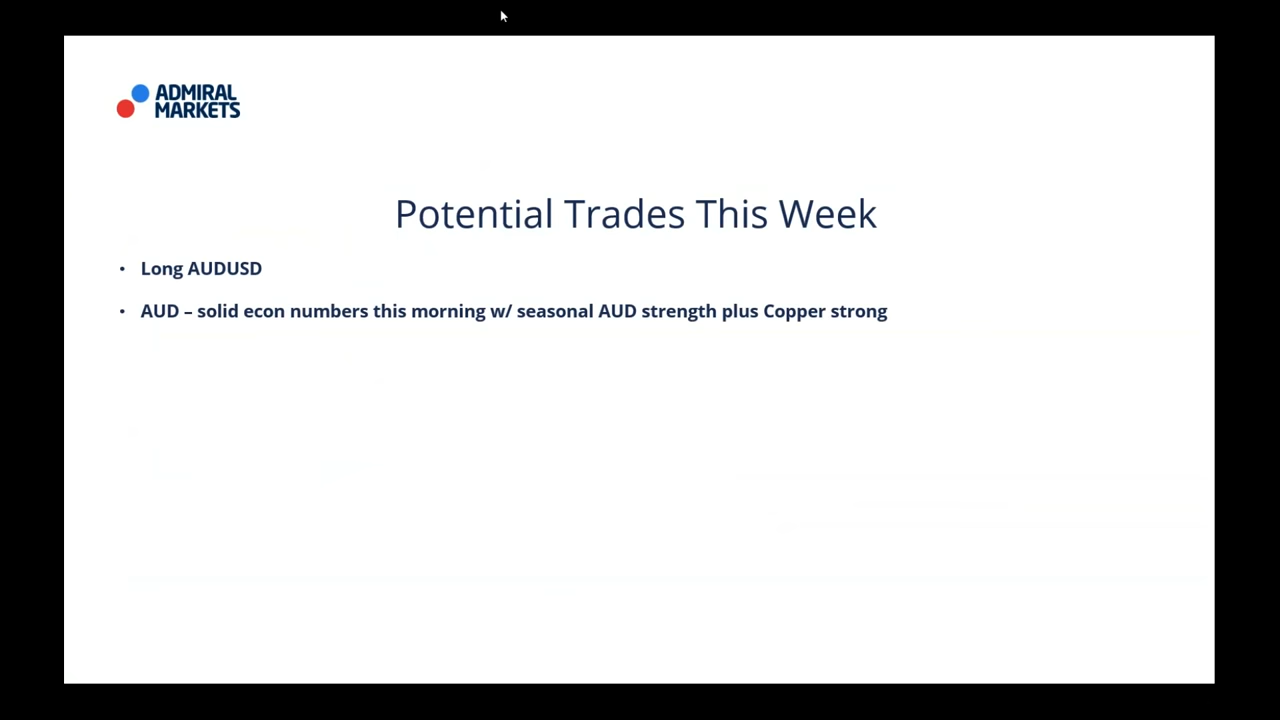 ADMIRAL
MARKETS
Potential Trades This Week
• Long AUDUSD
• AUD – solid econ numbers this morning w/ seasonal AUD strength plus Copper strong